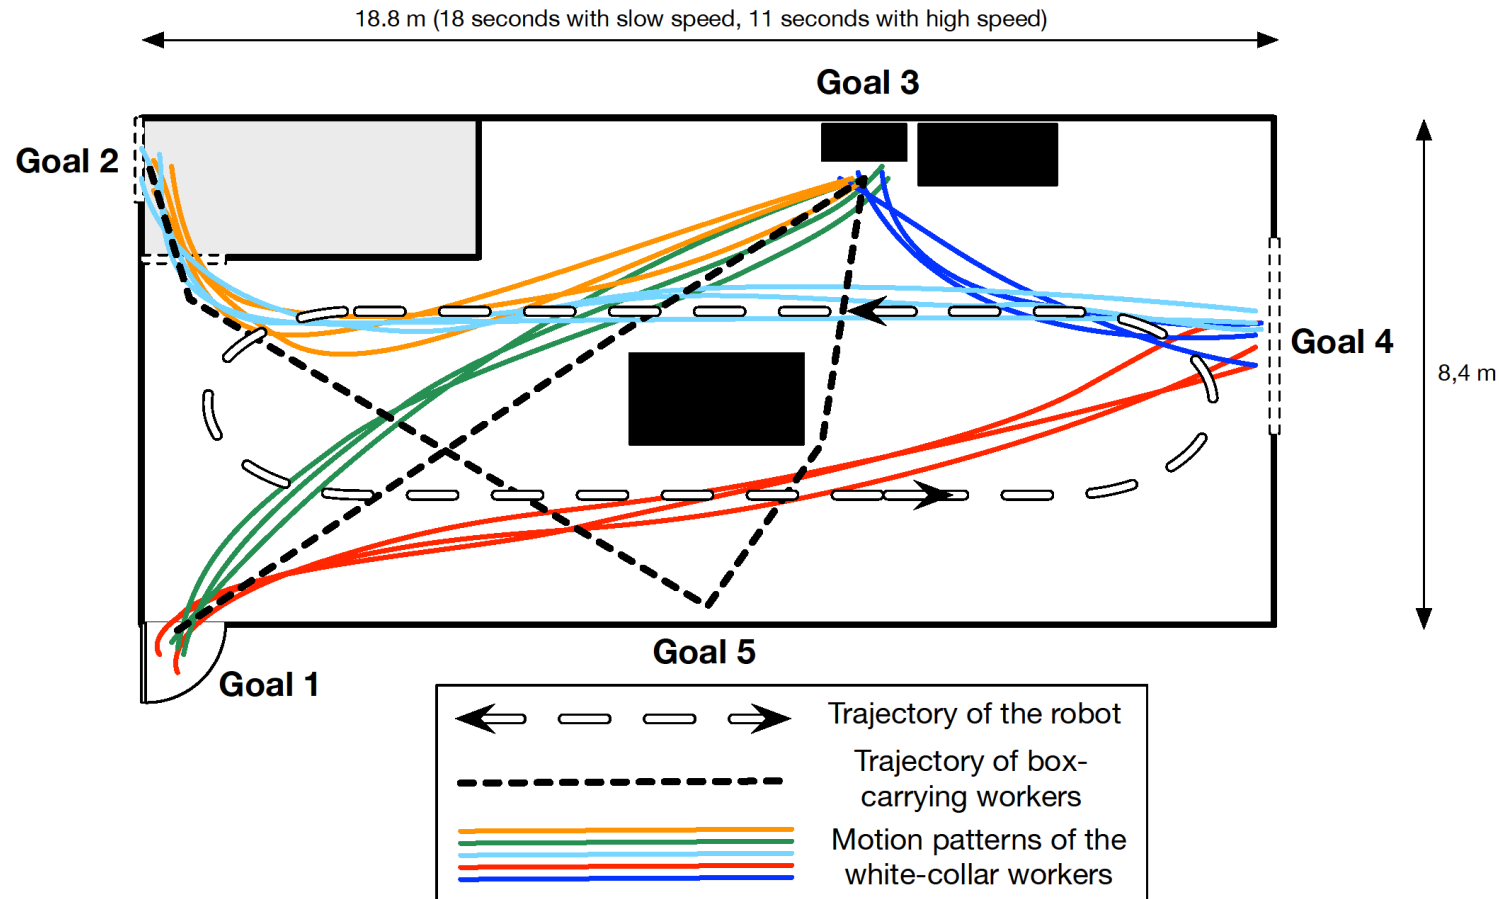 18.8 m (18 seconds with slow speed, 11 seconds with high speed)
Goal 3
Goal 2
Goal 4
8,4 m
Goal 5
Goal 1
Trajectory of the robot
Trajectory of box-
carrying workers
Motion patterns of the
white-collar workers